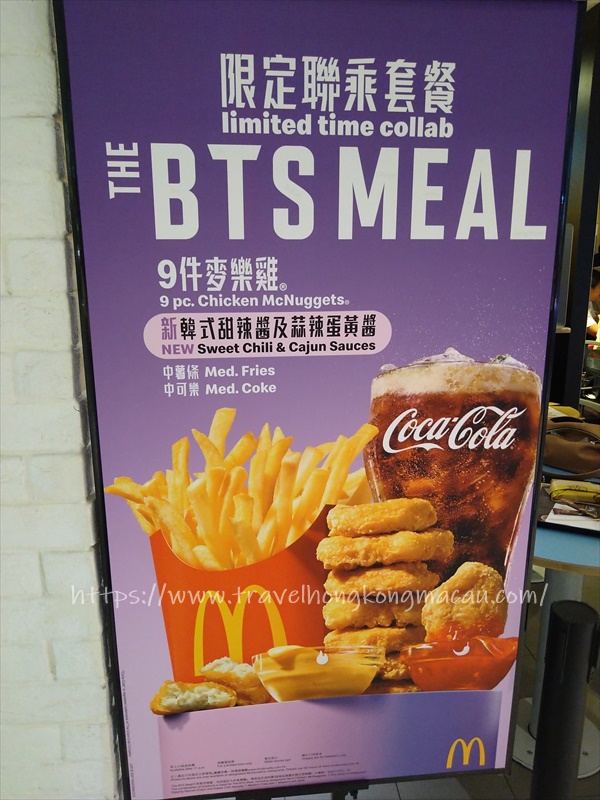 限定聯乘套餐
limited time collab
THE
BTS MEAL
9件麥樂雞®
9 pc. Chicken McNuggets®
新韓式甜辣醬及蒜辣蛋黃醬
NEW Sweet Chili & Cajun Sauces
中薯條 Med. Fries
中可樂 Med. Coke
Coca-Cola
https://www.travelhongkongmacau.com/